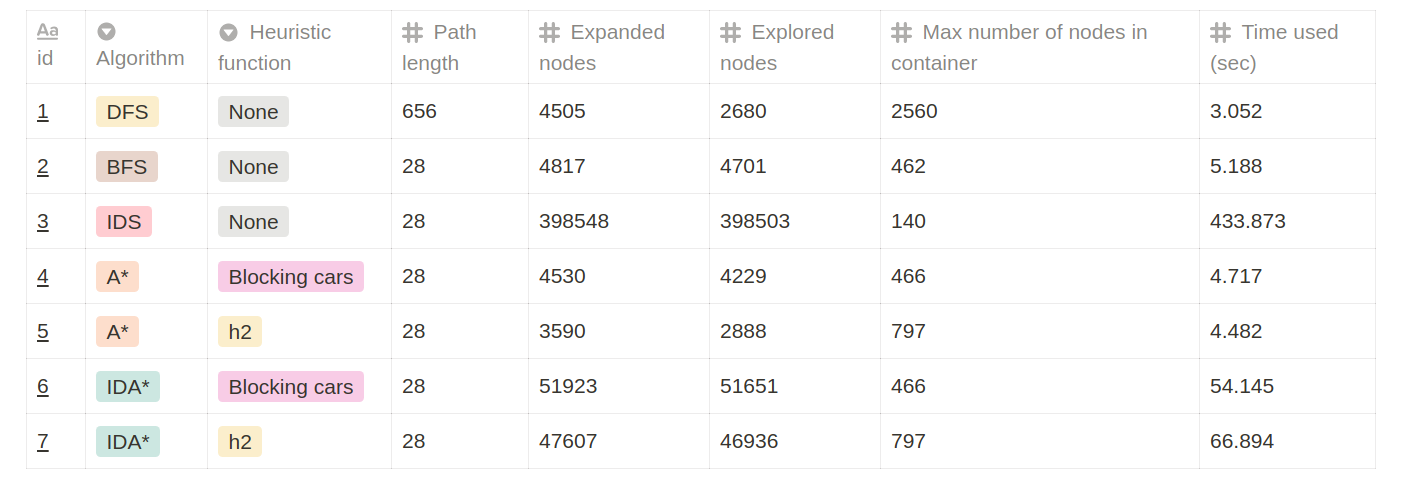 Aa id Algorithm Heuristic function Path length Expanded nodes Explored nodes Max number of nodes in container Time used (sec)
1 DFS None 656 4505 2680 2560 3.052
2 BFS None 28 4817 4701 462 5.188
3 IDS None 28 398548 398503 140 433.873
4 A* Blocking cars 28 4530 4229 466 4.717
5 A* h2 28 3590 2888 797 4.482
6 IDA* Blocking cars 28 51923 51651 466 54.145
7 IDA* h2 28 47607 46936 797 66.894